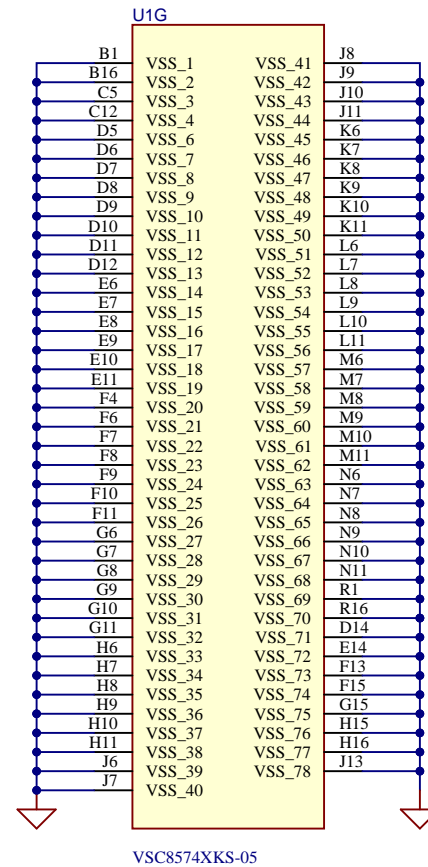 U1G
B1 VSS_1 VSS_41 J8
B16 VSS_2 VSS_42 J9
C5 VSS_3 VSS_43 J10
C12 VSS_4 VSS_44 J11
D5 VSS_6 VSS_45 K6
D6 VSS_7 VSS_46 K7
D7 VSS_8 VSS_47 K8
D8 VSS_9 VSS_48 K9
D9 VSS_10 VSS_49 K10
D10 VSS_11 VSS_50 K11
D11 VSS_12 VSS_51 L6
D12 VSS_13 VSS_52 L7
E6 VSS_14 VSS_53 L8
E7 VSS_15 VSS_54 L9
E8 VSS_16 VSS_55 L10
E9 VSS_17 VSS_56 L11
E10 VSS_18 VSS_57 M6
E11 VSS_19 VSS_58 M7
F4 VSS_20 VSS_59 M8
F6 VSS_21 VSS_60 M9
F7 VSS_22 VSS_61 M10
F8 VSS_23 VSS_62 M11
F9 VSS_24 VSS_63 N6
F10 VSS_25 VSS_64 N7
F11 VSS_26 VSS_65 N8
G6 VSS_27 VSS_66 N9
G7 VSS_28 VSS_67 N10
G8 VSS_29 VSS_68 N11
G9 VSS_30 VSS_69 R1
G10 VSS_31 VSS_70 R16
G11 VSS_32 VSS_71 D14
H6 VSS_33 VSS_72 E14
H7 VSS_34 VSS_73 F13
H8 VSS_35 VSS_74 F15
H9 VSS_36 VSS_75 G15
H10 VSS_37 VSS_76 H15
H11 VSS_38 VSS_77 H16
J6 VSS_39 VSS_78 J13
J7 VSS_40
VSC8574XKS-05